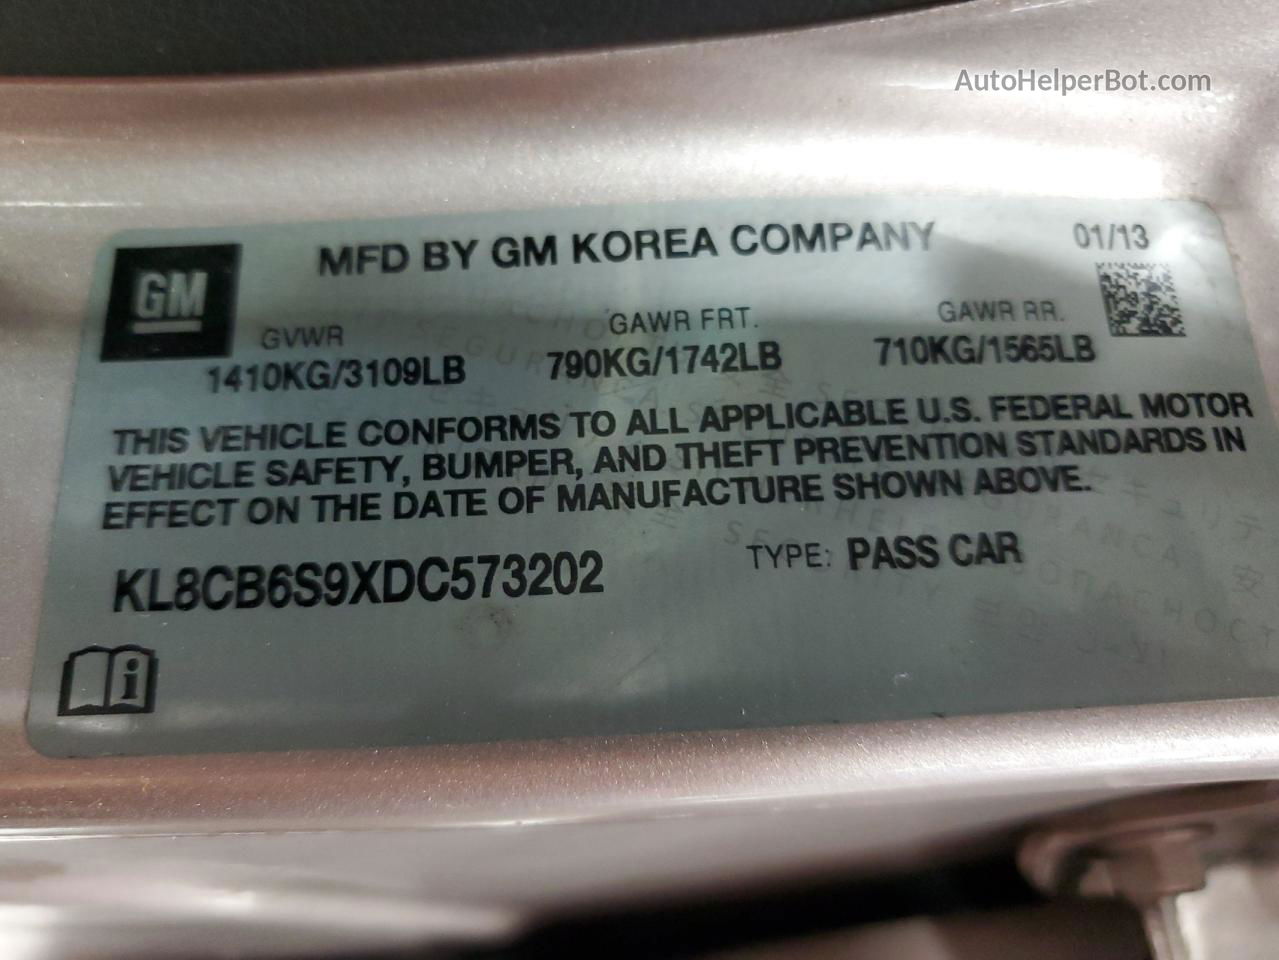 AutoHelperBot.com
GM
MFD BY GM KOREA COMPANY
01/13
GVWR
GAWR FRT.
GAWR RR.
1410KG/3109LB
790KG/1742LB
710KG/1565LB
THIS VEHICLE CONFORMS TO ALL APPLICABLE U.S. FEDERAL MOTOR
VEHICLE SAFETY, BUMPER, AND THEFT PREVENTION STANDARDS IN
EFFECT ON THE DATE OF MANUFACTURE SHOWN ABOVE.
KL8CB6S9XDC573202
TYPE: PASS CAR
i